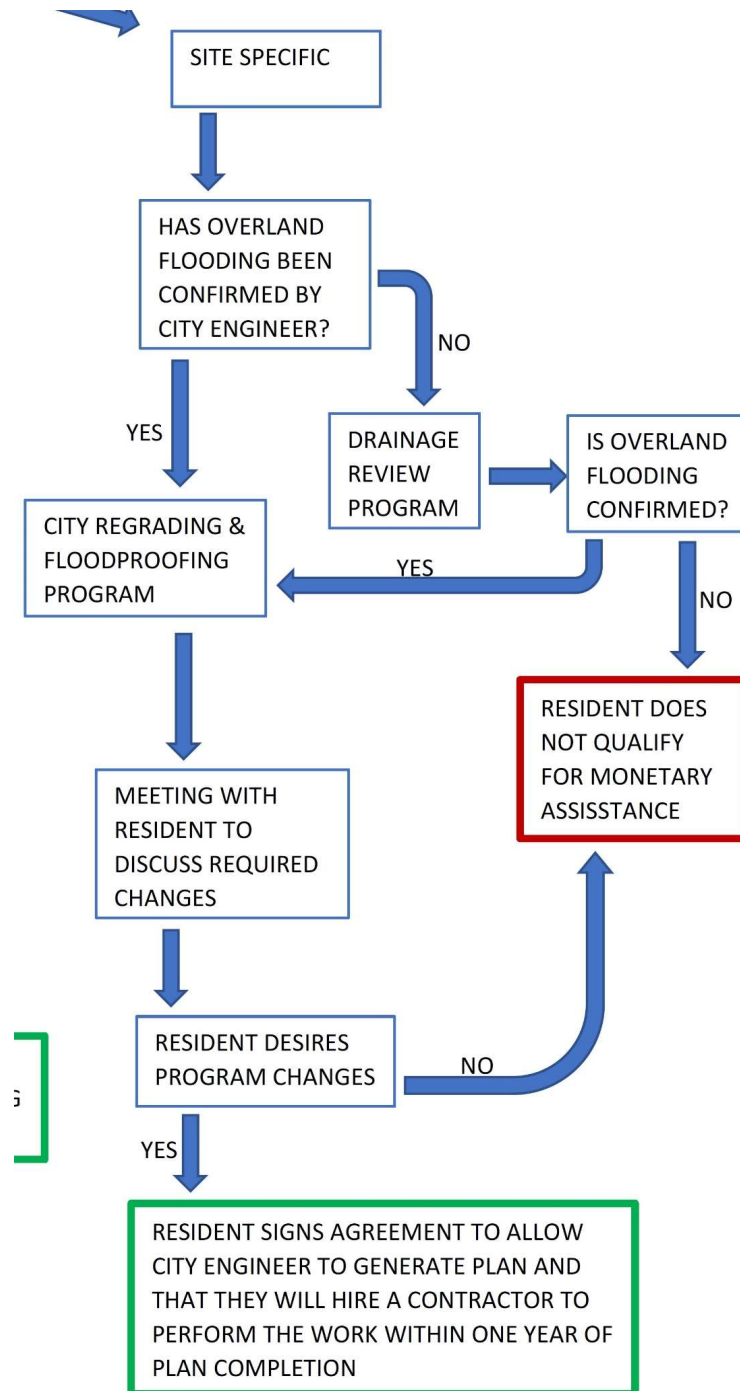 SITE SPECIFIC
HAS OVERLAND
FLOODING BEEN
CONFIRMED BY
CITY ENGINEER?
NO
YES
DRAINAGE
REVIEW
PROGRAM
IS OVERLAND
FLOODING
CONFIRMED?
CITY REGRADING &
FLOODPROOFING
PROGRAM
YES
NO
RESIDENT DOES
NOT QUALIFY
FOR MONETARY
ASSISSTANCE
MEETING WITH
RESIDENT TO
DISCUSS REQUIRED
CHANGES
RESIDENT DESIRES
PROGRAM CHANGES
NO
G
YES
RESIDENT SIGNS AGREEMENT TO ALLOW
CITY ENGINEER TO GENERATE PLAN AND
THAT THEY WILL HIRE A CONTRACTOR TO
PERFORM THE WORK WITHIN ONE YEAR OF
PLAN COMPLETION